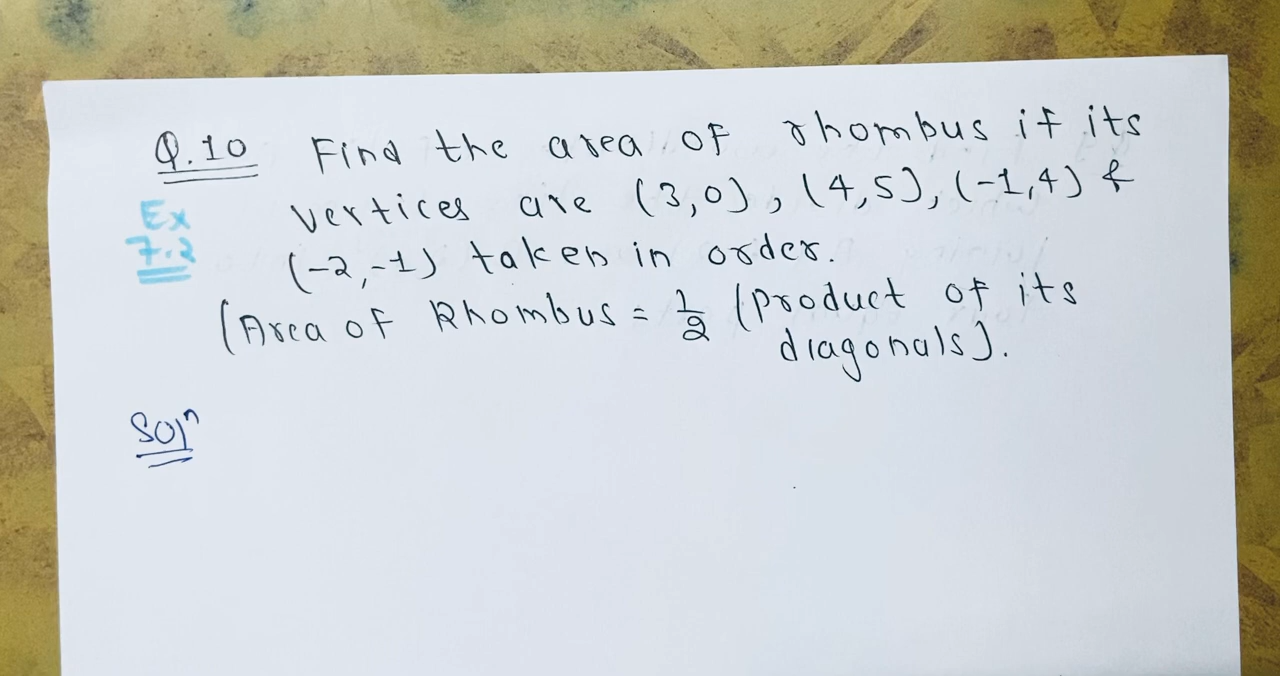 Q.10 Find the area of rhombus if its
Ex vertices are (3,0), (4,5), (-1,4) &
7.2 (-2,-1) taken in order.
(Area of Rhombus = 1/2 (Product of its
diagonals).
Solⁿ